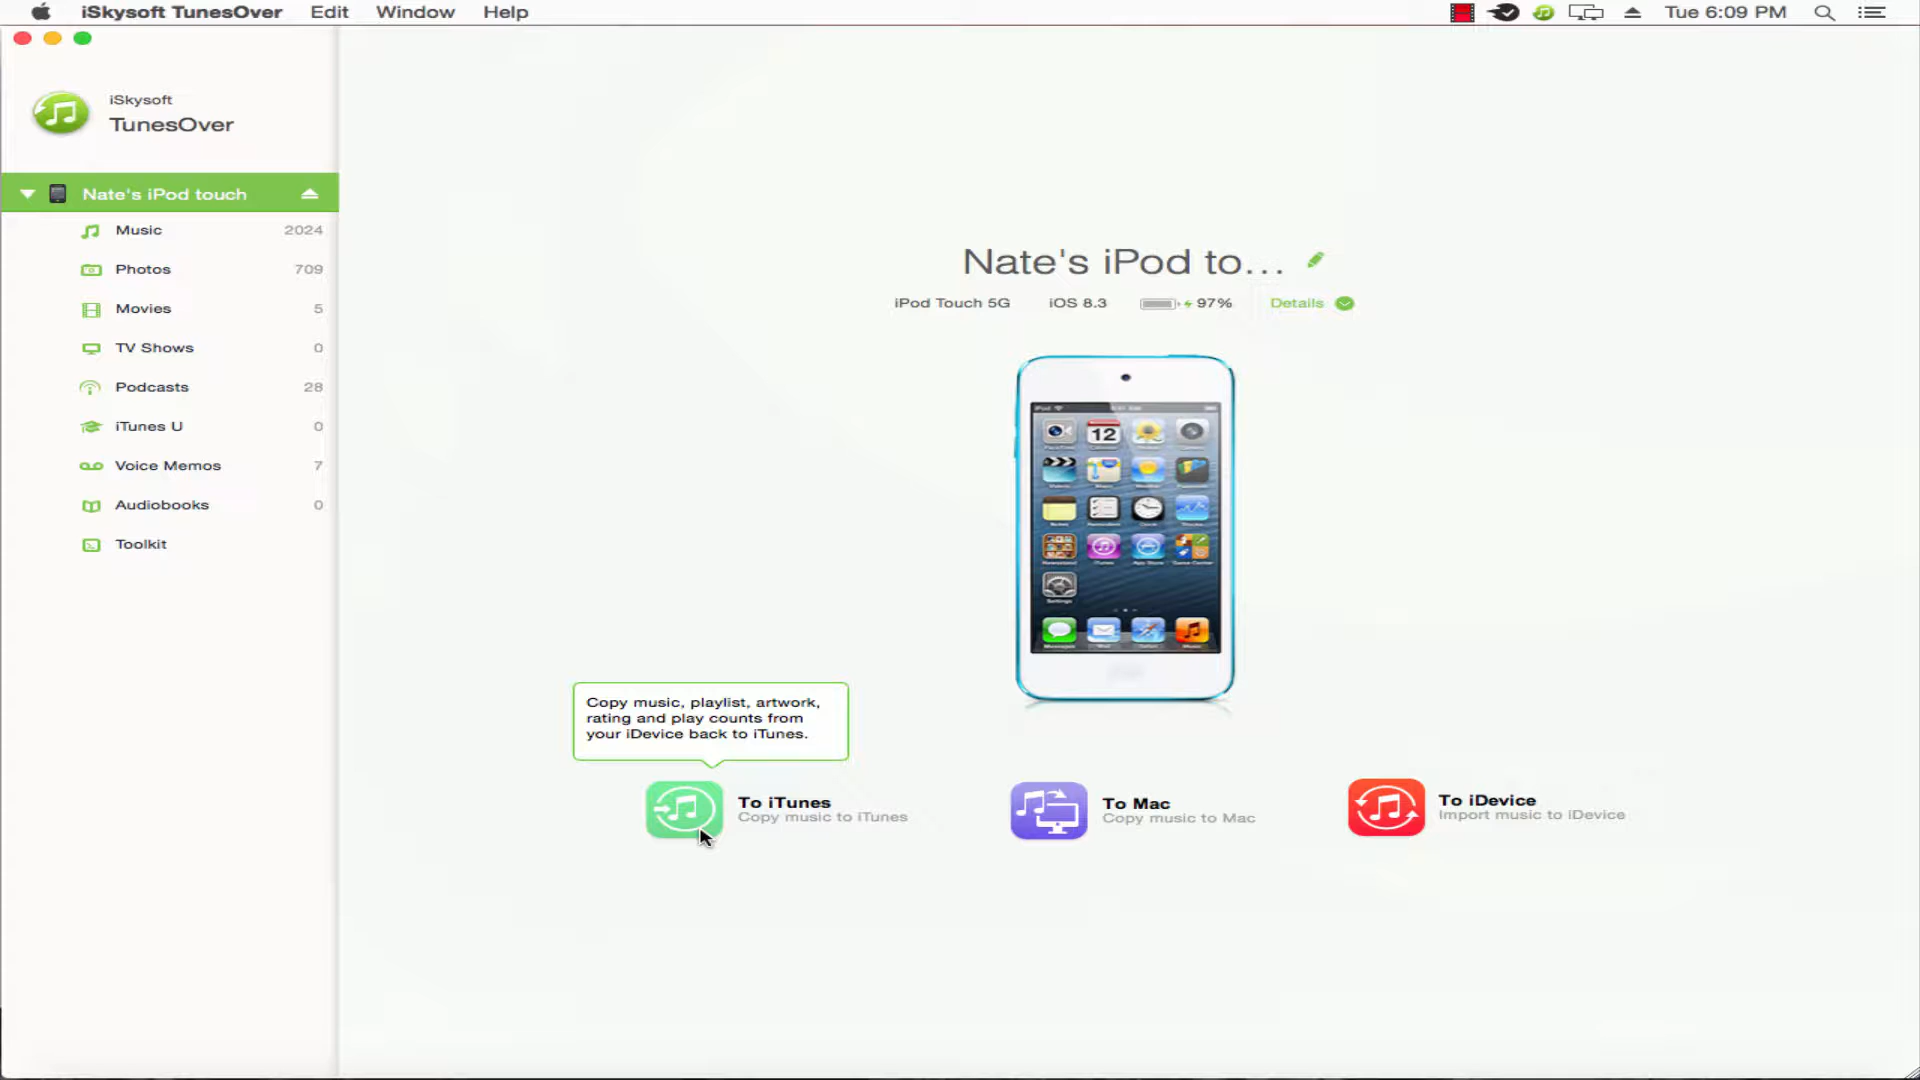 iSkysoft TunesOver Edit Window Help Tue 6:09 PM
iSkysoft
TunesOver
Nate's iPod touch
Music 2024
Photos 709
Movies 5
TV Shows 0
Podcasts 28
iTunes U 0
Voice Memos 7
Audiobooks 0
Toolkit
Nate's iPod to...
iPod Touch 5G iOS 8.3 97% Details
12
Copy music, playlist, artwork,
rating and play counts from
your iDevice back to iTunes.
To iTunes
Copy music to iTunes
To Mac
Copy music to Mac
To iDevice
Import music to iDevice